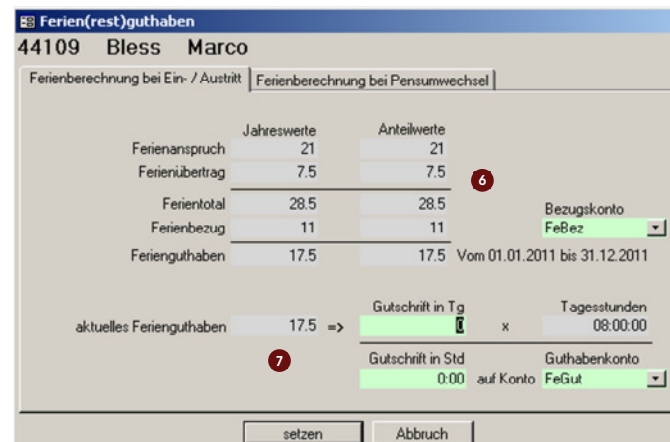 Ferien(rest)guthaben
44109 Bless Marco
Ferienberechnung bei Ein- / Austritt Ferienberechnung bei Pensumwechsel
Jahreswerte Anteilwerte
Ferienanspruch 21 21
Ferienübertrag 7.5 7.5 6
Ferientotal 28.5 28.5 Bezugskonto
Ferienbezug 11 11 FeBez
Ferienguthaben 17.5 17.5 Vom 01.01.2011 bis 31.12.2011
Gutschrift in Tg Tagesstunden
aktuelles Ferienguthaben 17.5 => 0 x 08:00:00
7 Gutschrift in Std Guthabenkonto
0:00 auf Konto FeGut
setzen Abbruch